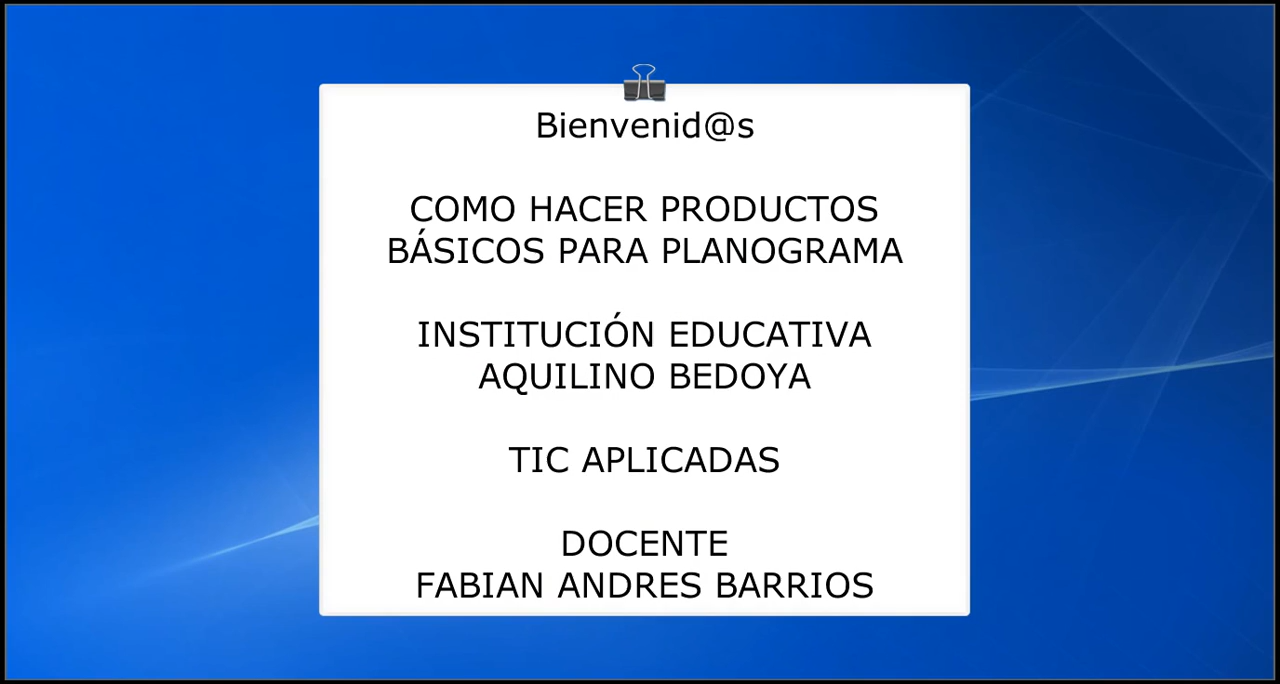 Bienvenid@s
COMO HACER PRODUCTOS
BÁSICOS PARA PLANOGRAMA
INSTITUCIÓN EDUCATIVA
AQUILINO BEDOYA
TIC APLICADAS
DOCENTE
FABIAN ANDRES BARRIOS